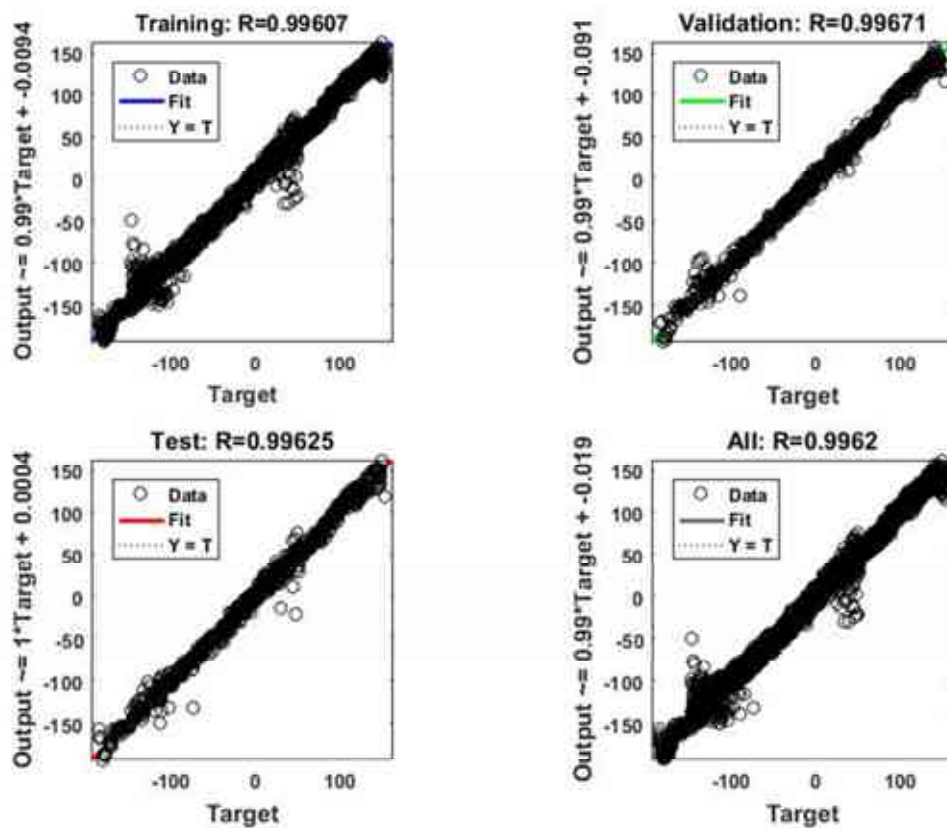 Training: R=0.99607
Output ~= 0.99*Target + -0.0094
150
100
50
0
-50
-100
-150
Data
Fit
Y = T
-100 0 100
Target
Validation: R=0.99671
Output ~= 0.99*Target + -0.091
150
100
50
0
-50
-100
-150
Data
Fit
Y = T
-100 0 100
Target
Test: R=0.99625
Output ~= 1*Target + 0.0004
150
100
50
0
-50
-100
-150
Data
Fit
Y = T
-100 0 100
Target
All: R=0.9962
Output ~= 0.99*Target + -0.019
150
100
50
0
-50
-100
-150
Data
Fit
Y = T
-100 0 100
Target